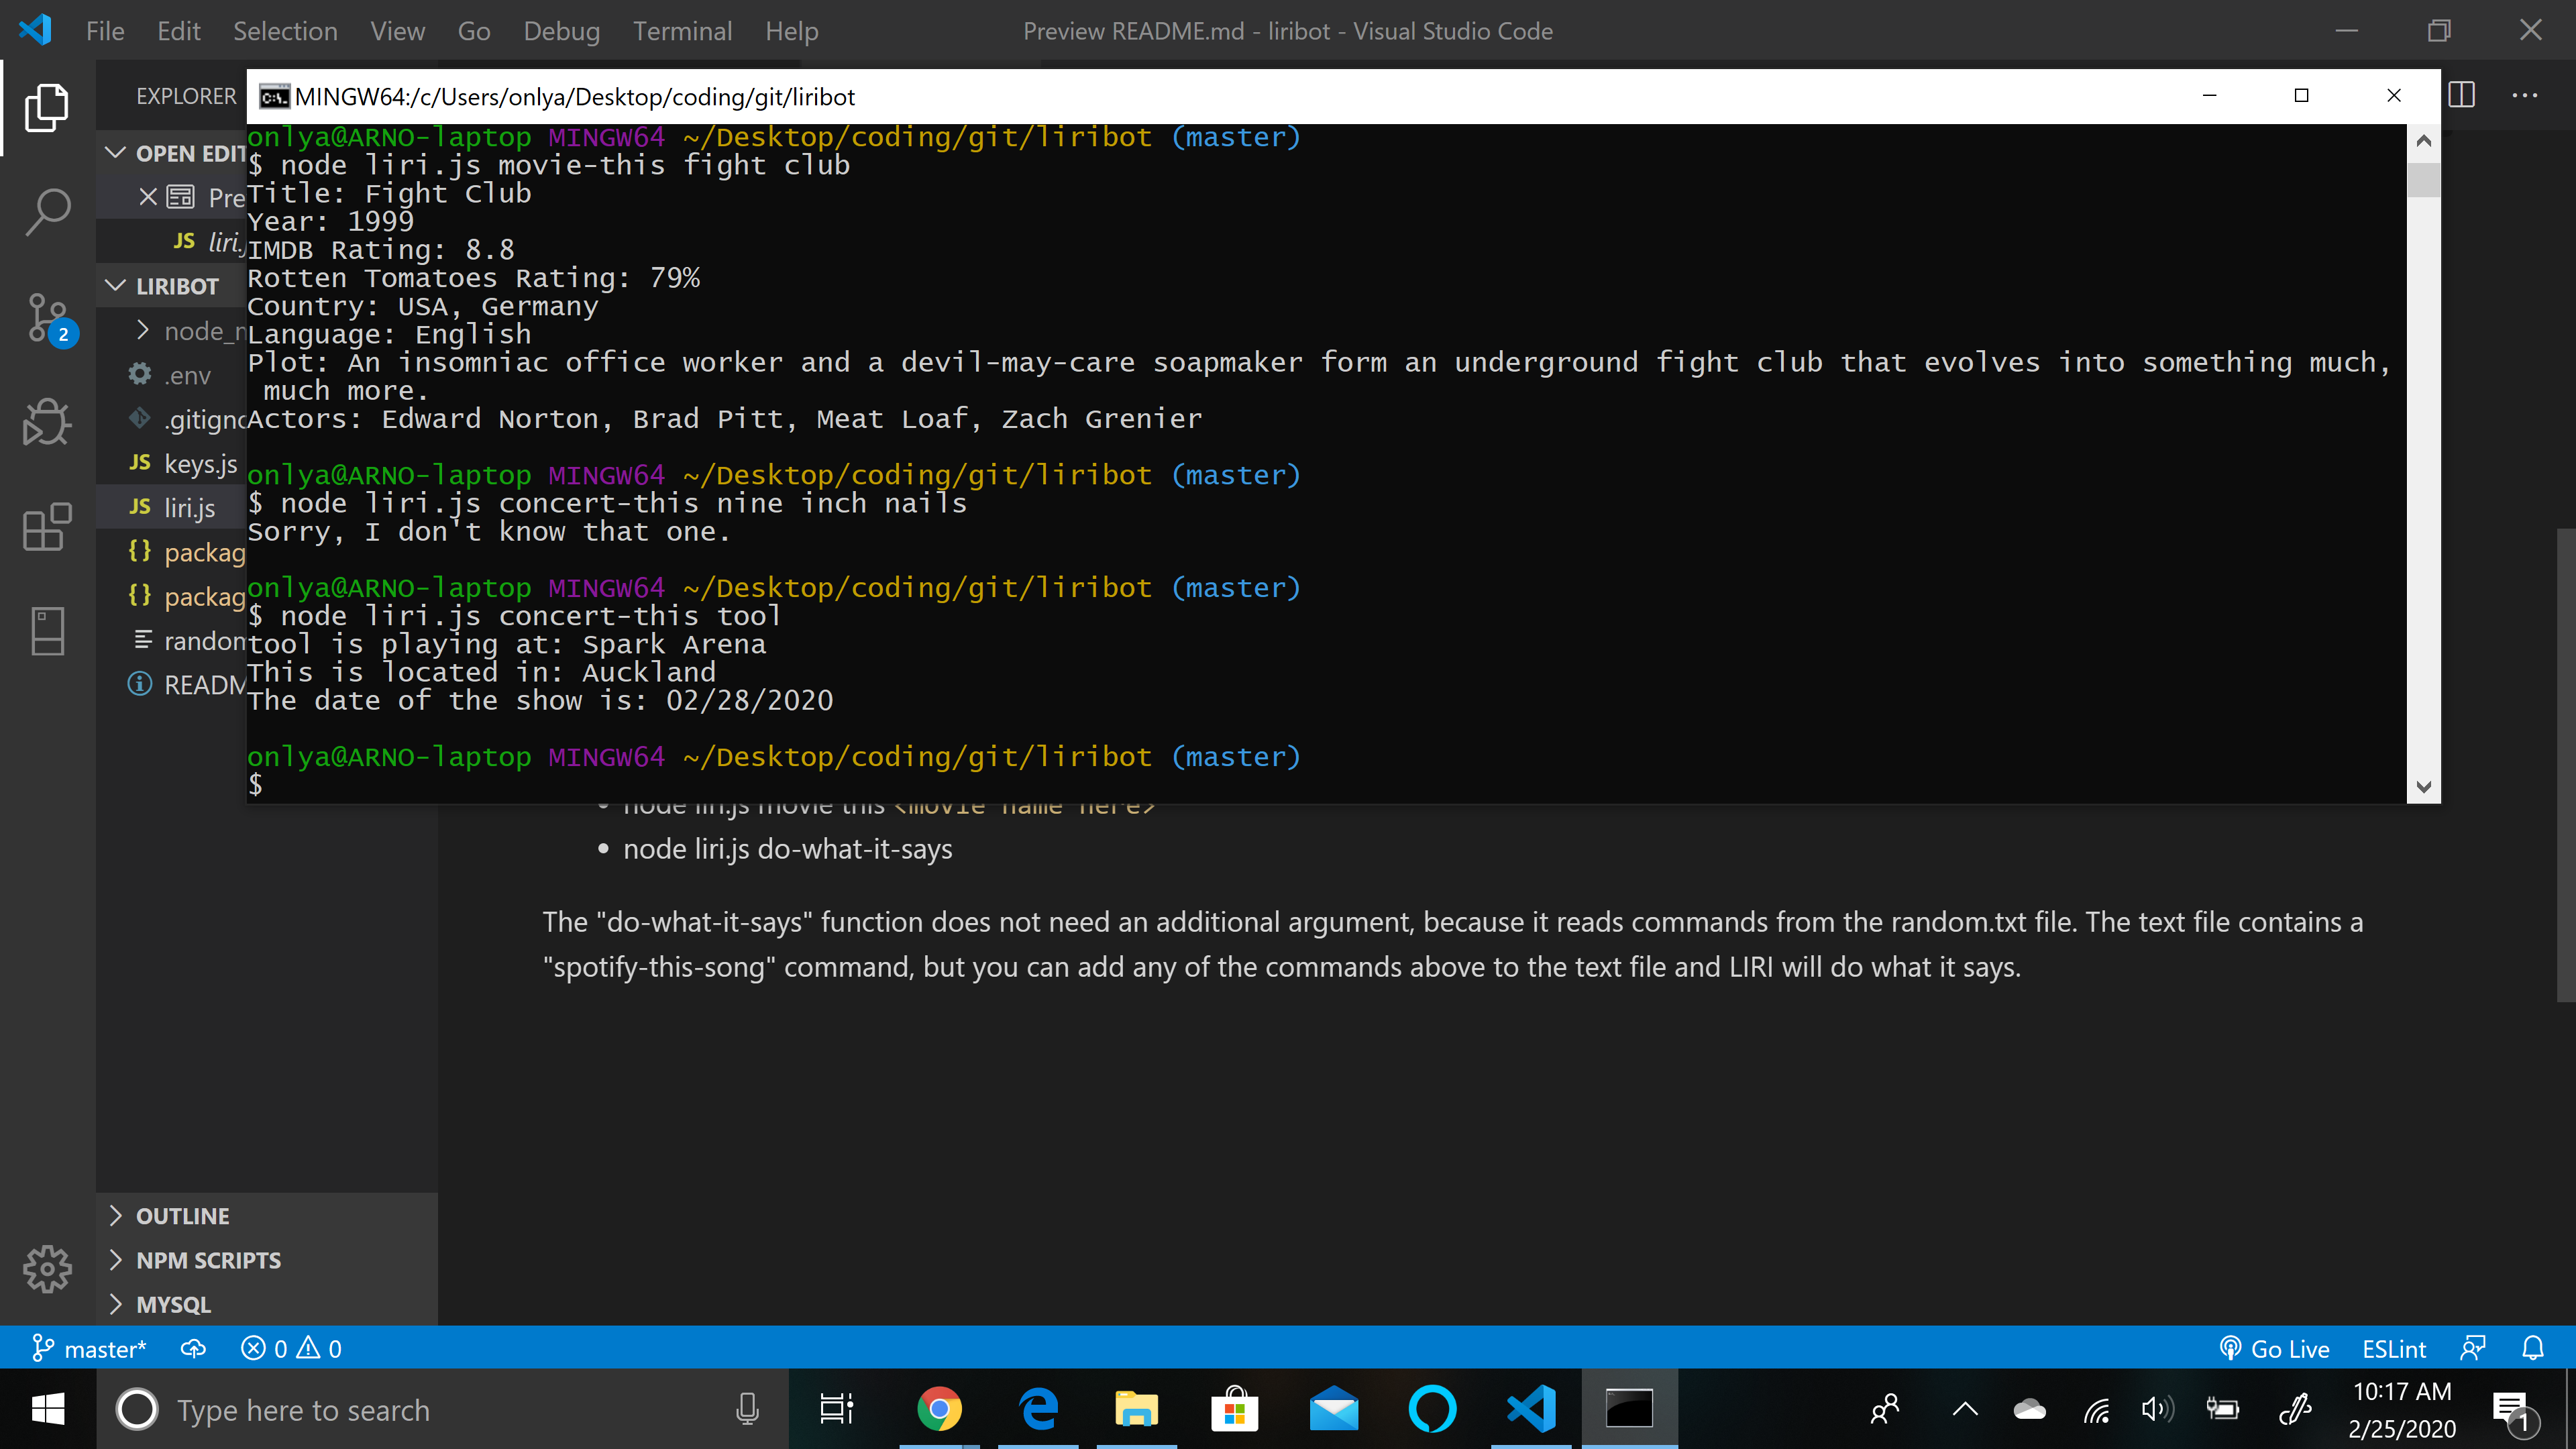 File Edit Selection View Go Debug Terminal Help
Preview README.md - liribot - Visual Studio Code
EXPLORER
OPEN EDIT
Pre
JS liri.j
LIRIBOT
node_m
.env
.gitigno
JS keys.js
JS liri.js
{} packag
{} packag
random
READM
OUTLINE
NPM SCRIPTS
MYSQL
2
MINGW64:/c/Users/onlya/Desktop/coding/git/liribot
onlya@ARNO-laptop MINGW64 ~/Desktop/coding/git/liribot (master)
$ node liri.js movie-this fight club
Title: Fight Club
Year: 1999
IMDB Rating: 8.8
Rotten Tomatoes Rating: 79%
Country: USA, Germany
Language: English
Plot: An insomniac office worker and a devil-may-care soapmaker form an underground fight club that evolves into something much,
much more.
Actors: Edward Norton, Brad Pitt, Meat Loaf, Zach Grenier
onlya@ARNO-laptop MINGW64 ~/Desktop/coding/git/liribot (master)
$ node liri.js concert-this nine inch nails
Sorry, I don't know that one.
onlya@ARNO-laptop MINGW64 ~/Desktop/coding/git/liribot (master)
$ node liri.js concert-this tool
tool is playing at: Spark Arena
This is located in: Auckland
The date of the show is: 02/28/2020
onlya@ARNO-laptop MINGW64 ~/Desktop/coding/git/liribot (master)
$
• node liri.js movie this <movie name here>
• node liri.js do-what-it-says
The "do-what-it-says" function does not need an additional argument, because it reads commands from the random.txt file. The text file contains a
"spotify-this-song" command, but you can add any of the commands above to the text file and LIRI will do what it says.
master* 0 0
Go Live ESLint
Type here to search
10:17 AM
2/25/2020
1